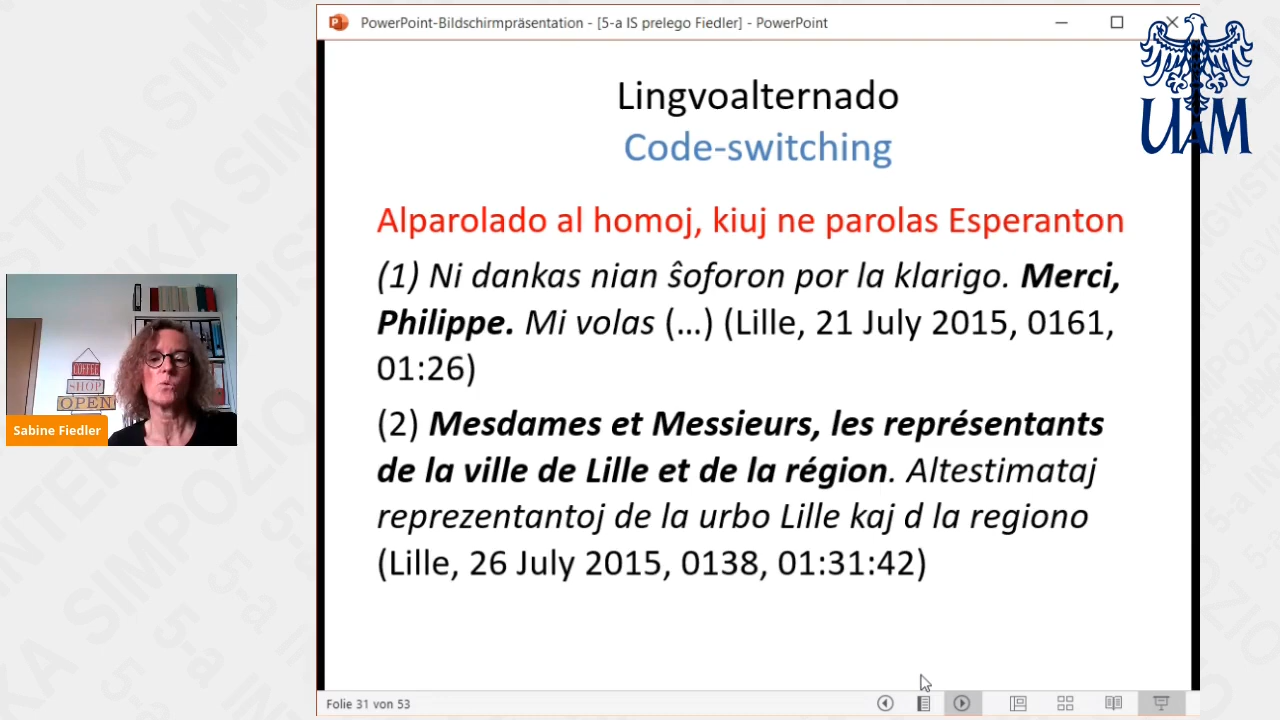 PowerPoint-Bildschirmpräsentation - [5-a IS prelego Fiedler] - PowerPoint
UAM
Lingvoalternado
Code-switching
Alparolado al homoj, kiuj ne parolas Esperanton
(1) Ni dankas nian ŝoforon por la klarigo. Merci,
Philippe. Mi volas (…) (Lille, 21 July 2015, 0161,
01:26)
(2) Mesdames et Messieurs, les représentants
de la ville de Lille et de la région. Altestimataj
reprezentantoj de la urbo Lille kaj d la regiono
(Lille, 26 July 2015, 0138, 01:31:42)
COFFEE
SHOP
OPEN
Sabine Fiedler
Folie 31 von 53